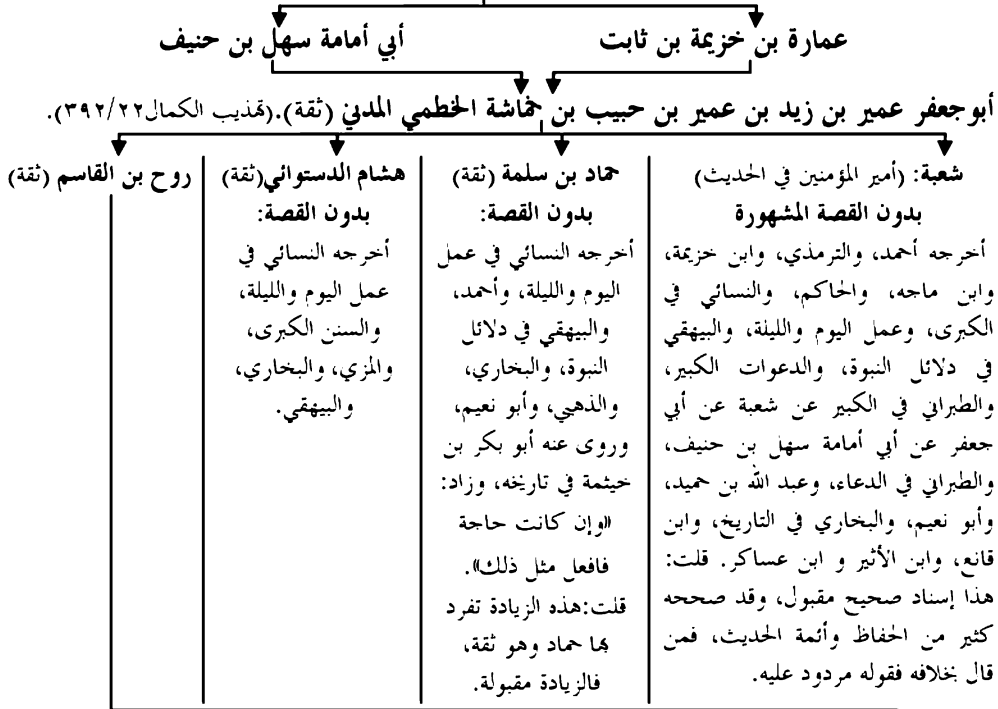 عمارة بن خزيمة بن ثابت
أبي أمامة سهل بن حنيف
أبوجعفر عمير بن زيد بن عمير بن حبيب بن خماشة الخطمي المدني (ثقة).(تهذيب الكمال٣٩٢/٢٢).
شعبة: (أمير المؤمنين في الحديث)
بدون القصة المشهورة
أخرجه أحمد، والترمذي، وابن خزيمة،
وابن ماجه، والحاكم، والنسائي في
الكبرى، وعمل اليوم والليلة، والبيهقي
في دلائل النبوة، والدعوات الكبير،
والطبراني في الكبير عن شعبة عن أبي
جعفر عن أبي أمامة سهل بن حنيف،
والطبراني في الدعاء، وعبد الله بن حميد،
وأبو نعيم، والبخاري في التاريخ، وابن
قانع، وابن الأثير و ابن عساكر. قلت:
هذا إسناد صحيح مقبول، وقد صححه
كثير من الحفاظ وأئمة الحديث، فمن
قال بخلافه فقوله مردود عليه.
حماد بن سلمة (ثقة)
بدون القصة:
أخرجه النسائي في عمل
اليوم والليلة، وأحمد،
والبيهقي في دلائل
النبوة، والبخاري،
والذهبي، وأبو نعيم،
وروى عنه أبو بكر بن
خيثمة في تاريخه، وزاد:
«وإن كانت حاجة
فافعل مثل ذلك».
قلت:هذه الزيادة تفرد
بها حماد وهو ثقة،
فالزيادة مقبولة.
هشام الدستوائي(ثقة)
بدون القصة:
أخرجه النسائي في
عمل اليوم والليلة،
والسنن الكبرى،
والمزي، والبخاري،
والبيهقي.
روح بن القاسم (ثقة)